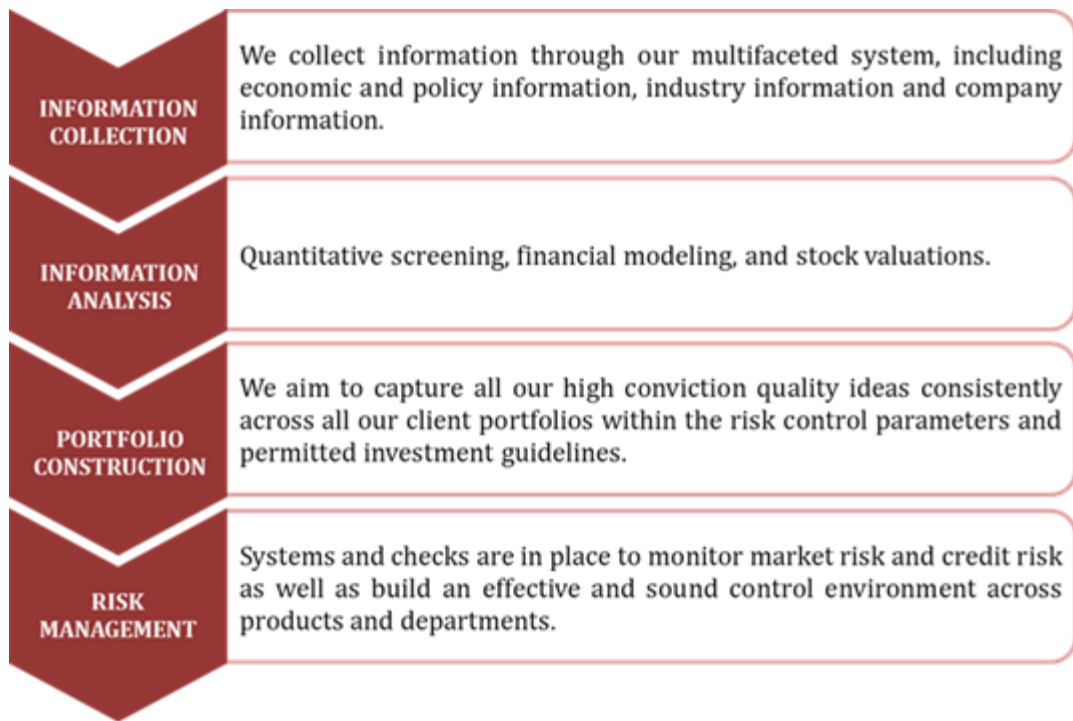 INFORMATION
COLLECTION
We collect information through our multifaceted system, including
economic and policy information, industry information and company
information.
INFORMATION
ANALYSIS
Quantitative screening, financial modeling, and stock valuations.
PORTFOLIO
CONSTRUCTION
We aim to capture all our high conviction quality ideas consistently
across all our client portfolios within the risk control parameters and
permitted investment guidelines.
RISK
MANAGEMENT
Systems and checks are in place to monitor market risk and credit risk
as well as build an effective and sound control environment across
products and departments.